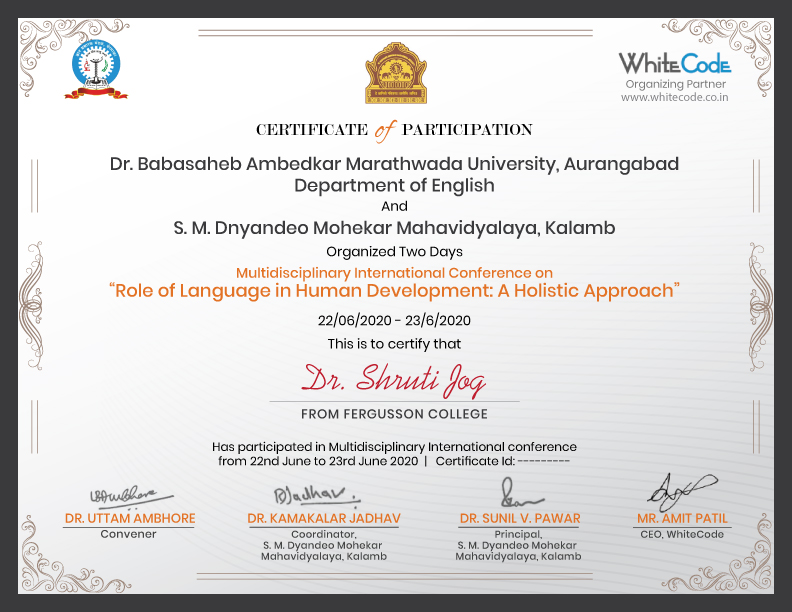 WhiteCode
Organizing Partner
www.whitecode.co.in
CERTIFICATE of PARTICIPATION
Dr. Babasaheb Ambedkar Marathwada University, Aurangabad
Department of English
And
S. M. Dnyandeo Mohekar Mahavidyalaya, Kalamb
Organized Two Days
Multidisciplinary International Conference on
“Role of Language in Human Development: A Holistic Approach”
22/06/2020 - 23/6/2020
This is to certify that
Dr. Shruti Jog
FROM FERGUSSON COLLEGE
Has participated in Multidisciplinary International conference
from 22nd June to 23rd June 2020 | Certificate Id: ---------
DR. UTTAM AMBHORE
Convener
DR. KAMAKALAR JADHAV
Coordinator,
S. M. Dyandeo Mohekar
Mahavidyalaya, Kalamb
DR. SUNIL V. PAWAR
Principal,
S. M. Dyandeo Mohekar
Mahavidyalaya, Kalamb
MR. AMIT PATIL
CEO, WhiteCode